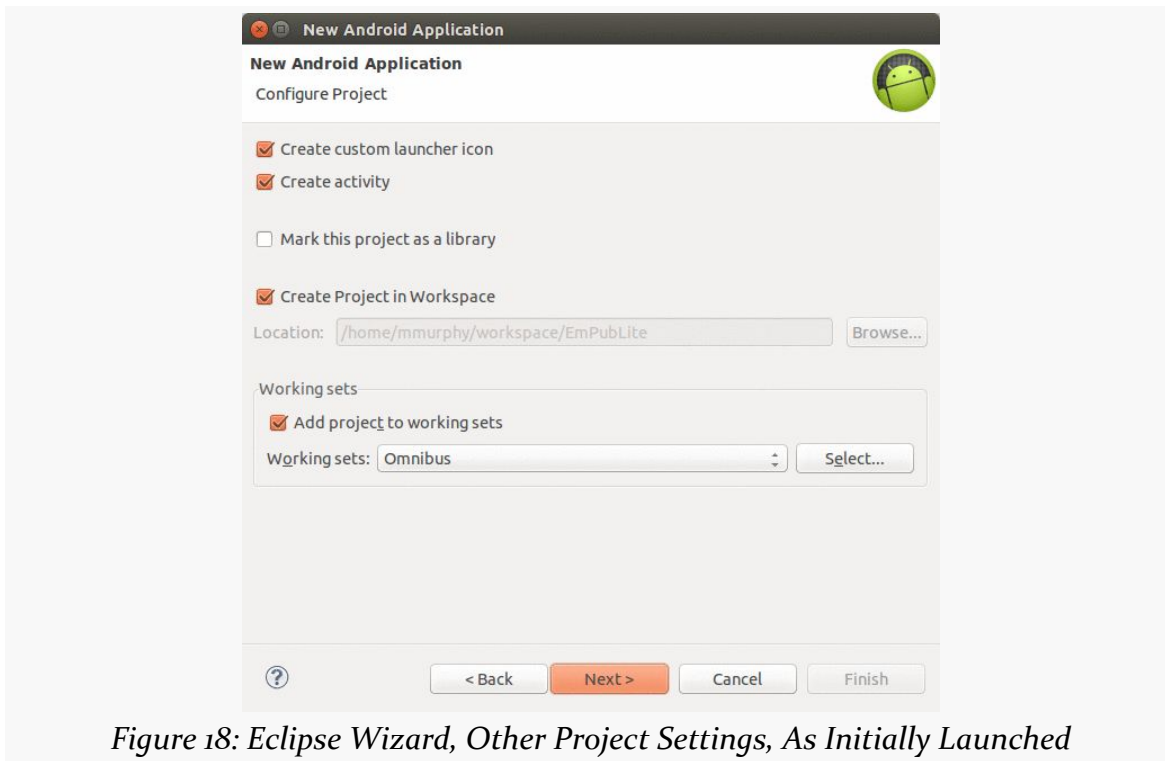 New Android Application
New Android Application
Configure Project
Create custom launcher icon
Create activity
Mark this project as a library
Create Project in Workspace
Location: /home/mmurphy/workspace/EmPubLite Browse...
Working sets
Add project to working sets
Working sets: Omnibus Select...
? < Back Next > Cancel Finish
Figure 18: Eclipse Wizard, Other Project Settings, As Initially Launched